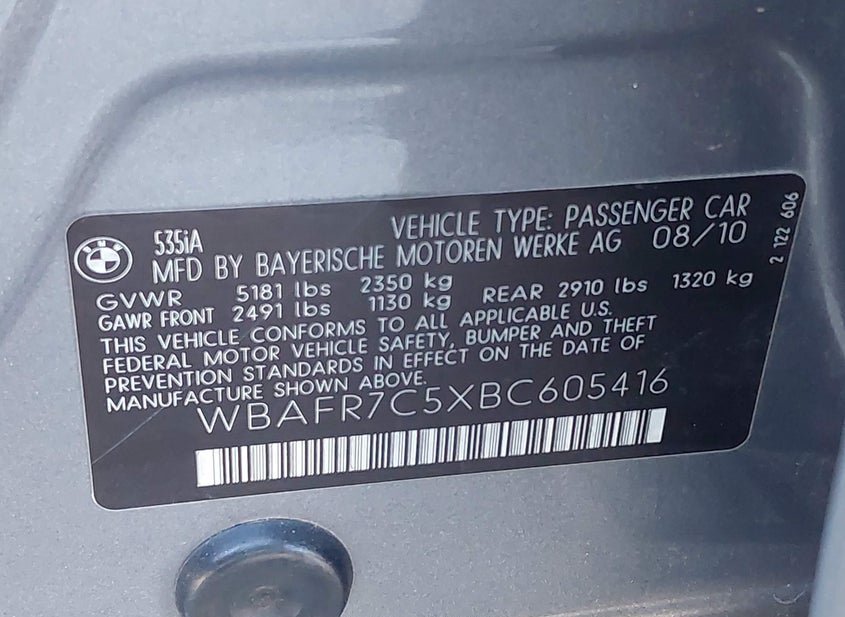 535iA
VEHICLE TYPE: PASSENGER CAR
MFD BY BAYERISCHE MOTOREN WERKE AG 08/10
GVWR 5181 lbs 2350 kg
GAWR FRONT 2491 lbs 1130 kg REAR 2910 lbs 1320 kg
THIS VEHICLE CONFORMS TO ALL APPLICABLE U.S.
FEDERAL MOTOR VEHICLE SAFETY, BUMPER AND THEFT
PREVENTION STANDARDS IN EFFECT ON THE DATE OF
MANUFACTURE SHOWN ABOVE.
WBAFR7C5XBC605416
2 122 606
BMW